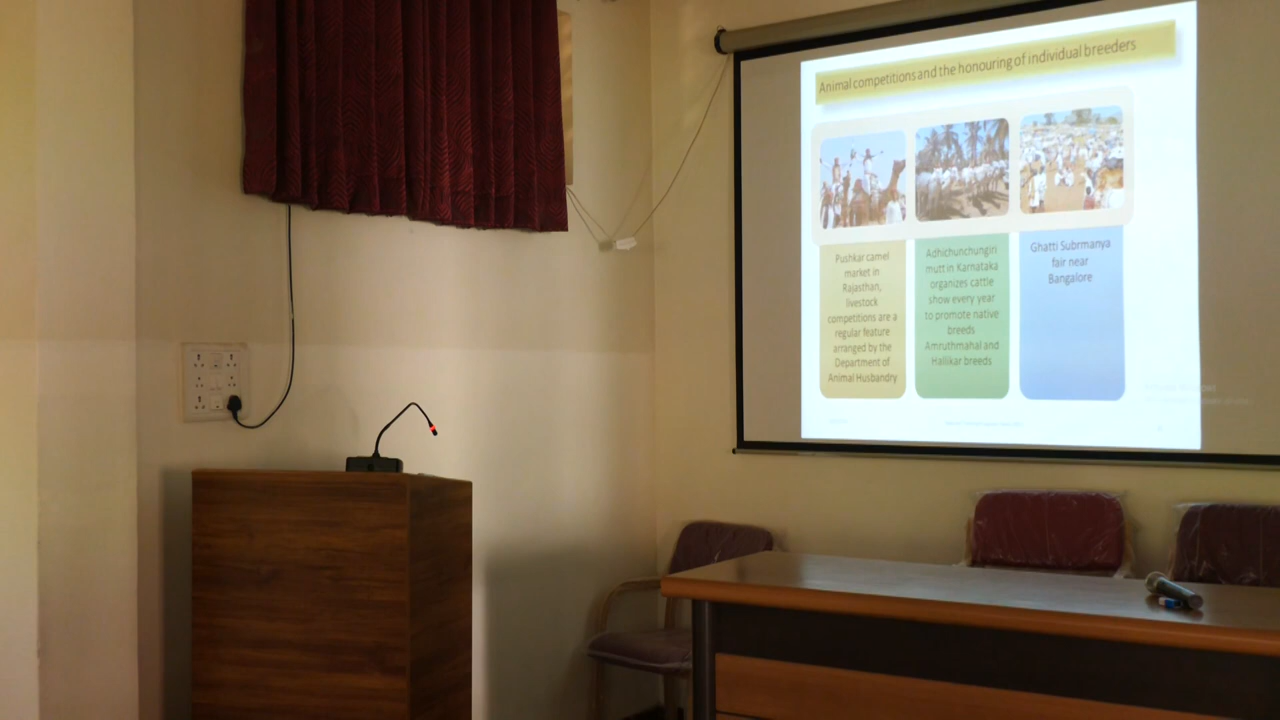 Animal competitions and the honouring of individual breeders
Pushkar camel
market in
Rajasthan,
livestock
competitions are a
regular feature
arranged by the
Department of
Animal Husbandry
Adhichunchungiri
mutt in Karnataka
organizes cattle
show every year
to promote native
breeds
Amruthmahal and
Hallikar breeds
Ghatti Subrmanya
fair near
Bangalore